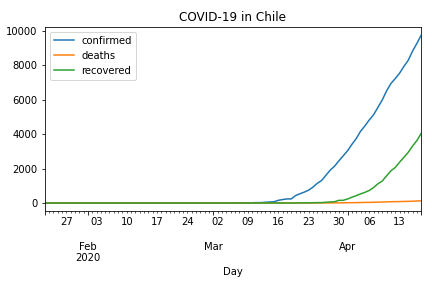 COVID-19 in Chile
10000
8000
6000
4000
2000
0
confirmed
deaths
recovered
27 03 10 17 24 02 09 16 23 30 06 13
Feb Mar Apr
2020
Day